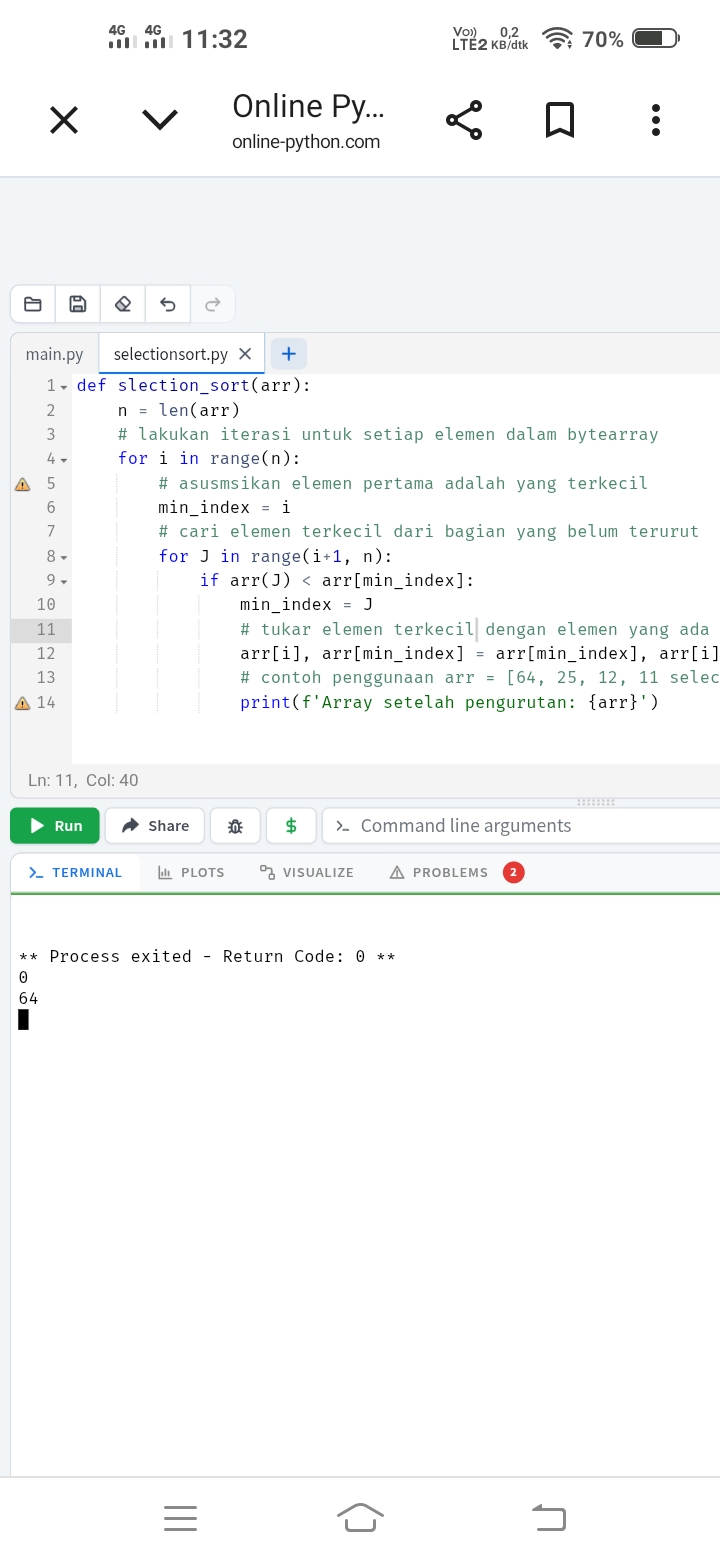 4G 4G 11:32 Vo)) LTE2 0,2 KB/dtk 70%
Online Py...
online-python.com
main.py selectionsort.py
1 def slection_sort(arr):
2 n = len(arr)
3 # lakukan iterasi untuk setiap elemen dalam bytearray
4 for i in range(n):
5 # asusmsikan elemen pertama adalah yang terkecil
6 min_index = i
7 # cari elemen terkecil dari bagian yang belum terurut
8 for J in range(i+1, n):
9 if arr(J) < arr[min_index]:
10 min_index = J
11 # tukar elemen terkecil dengan elemen yang ada
12 arr[i], arr[min_index] = arr[min_index], arr[i]
13 # contoh penggunaan arr = [64, 25, 12, 11 selec
14 print(f'Array setelah pengurutan: {arr}')
Ln: 11, Col: 40
Run Share $ >_ Command line arguments
>_ TERMINAL PLOTS VISUALIZE PROBLEMS 2
** Process exited - Return Code: 0 **
0
64